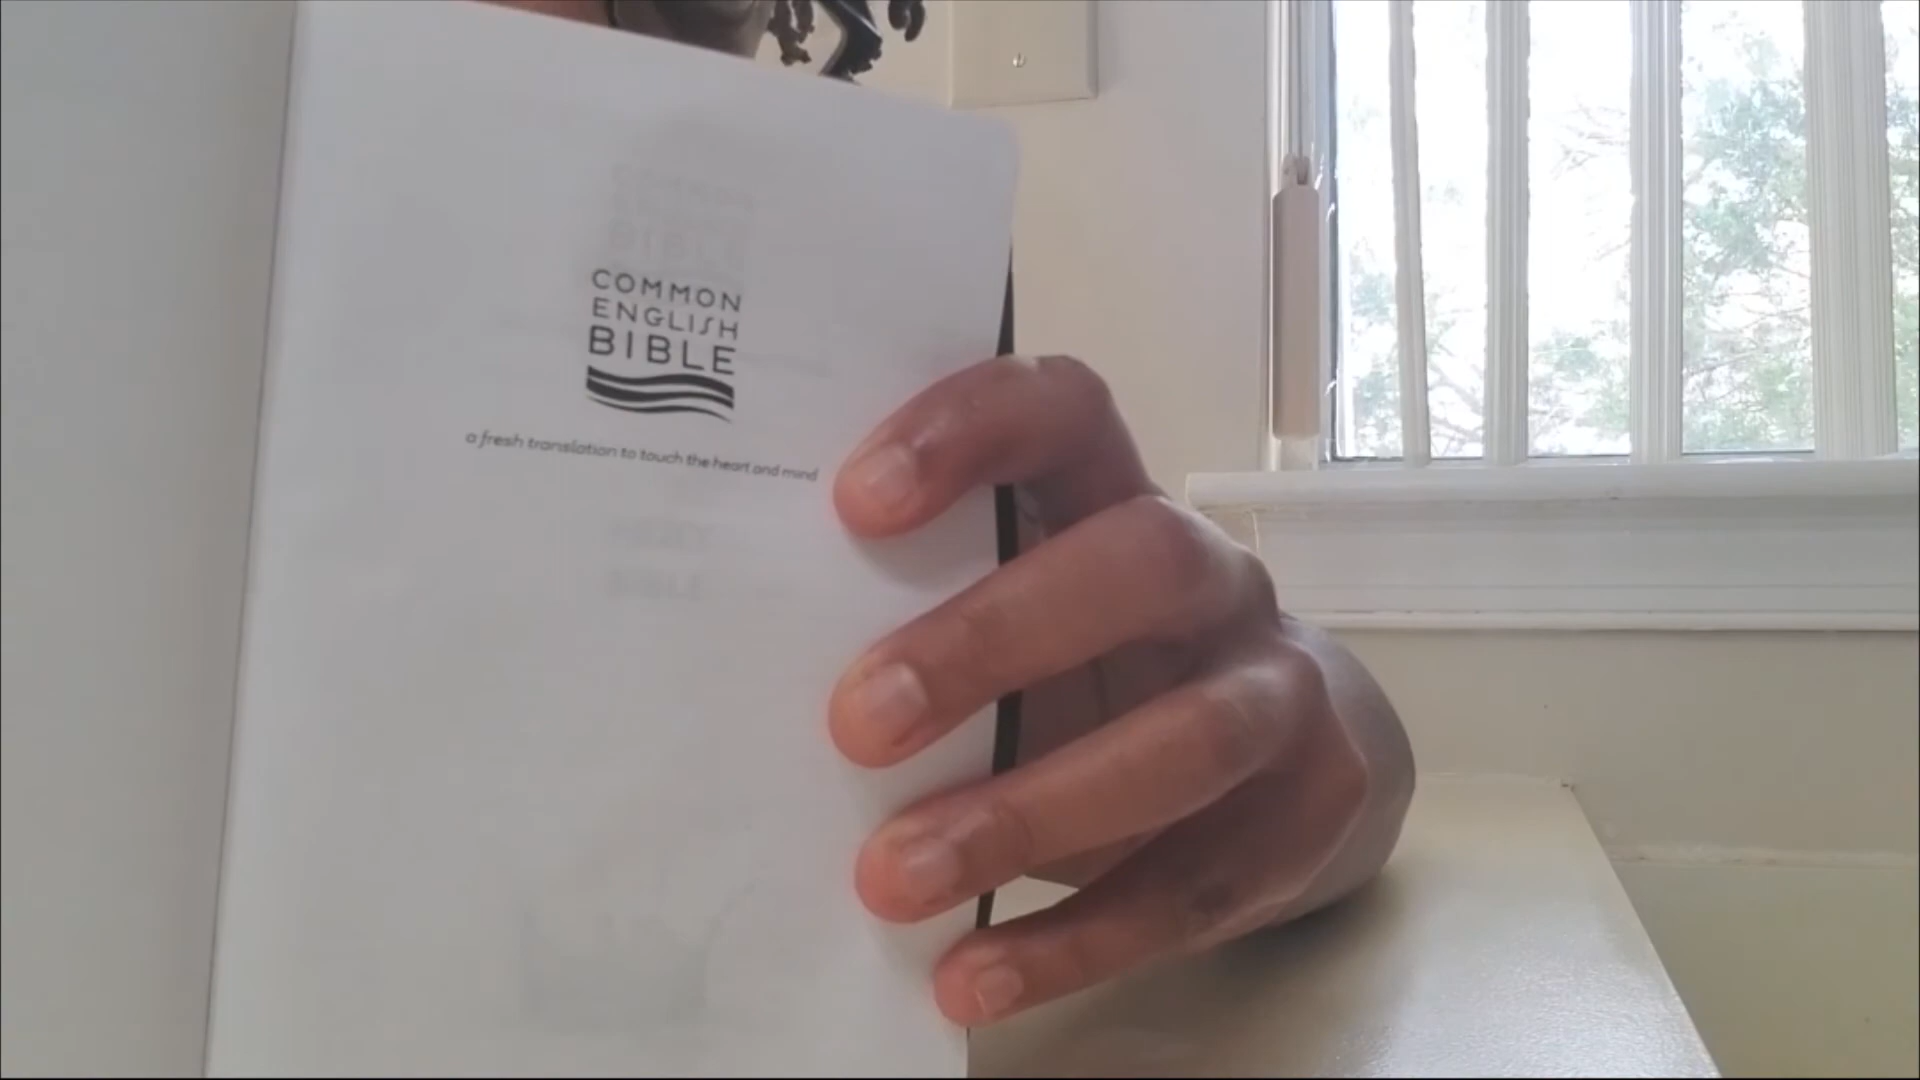 COMMON
ENGLISH
BIBLE
a fresh translation to touch the heart and mind